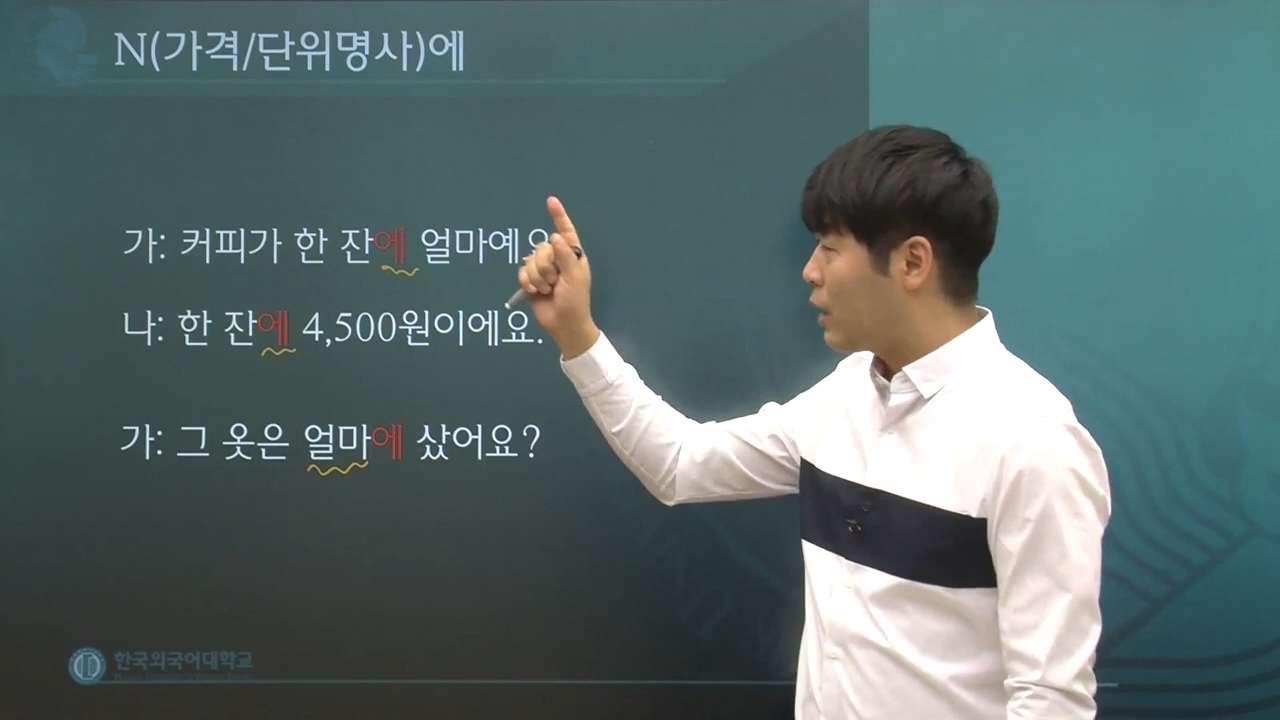 N(가격/단위명사)에
가: 커피가 한 잔에 얼마예요
나: 한 잔에 4,500원이에요.
가: 그 옷은 얼마에 샀어요?
한국외국어대학교